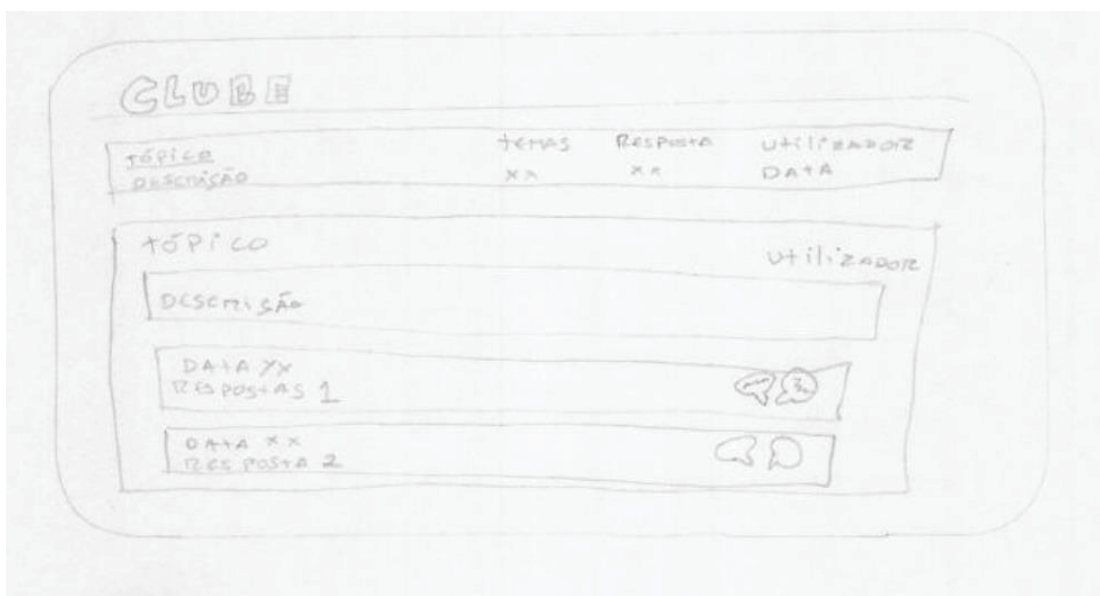 CLUBE
TÓPICO TEMAS RESPOSTA UTILIZADOR
DESCRIÇÃO XX XX DATA
TÓPICO
UTILIZADOR
DESCRIÇÃO
DATA XX
RESPOSTAS 1
DATA XX
RESPOSTA 2